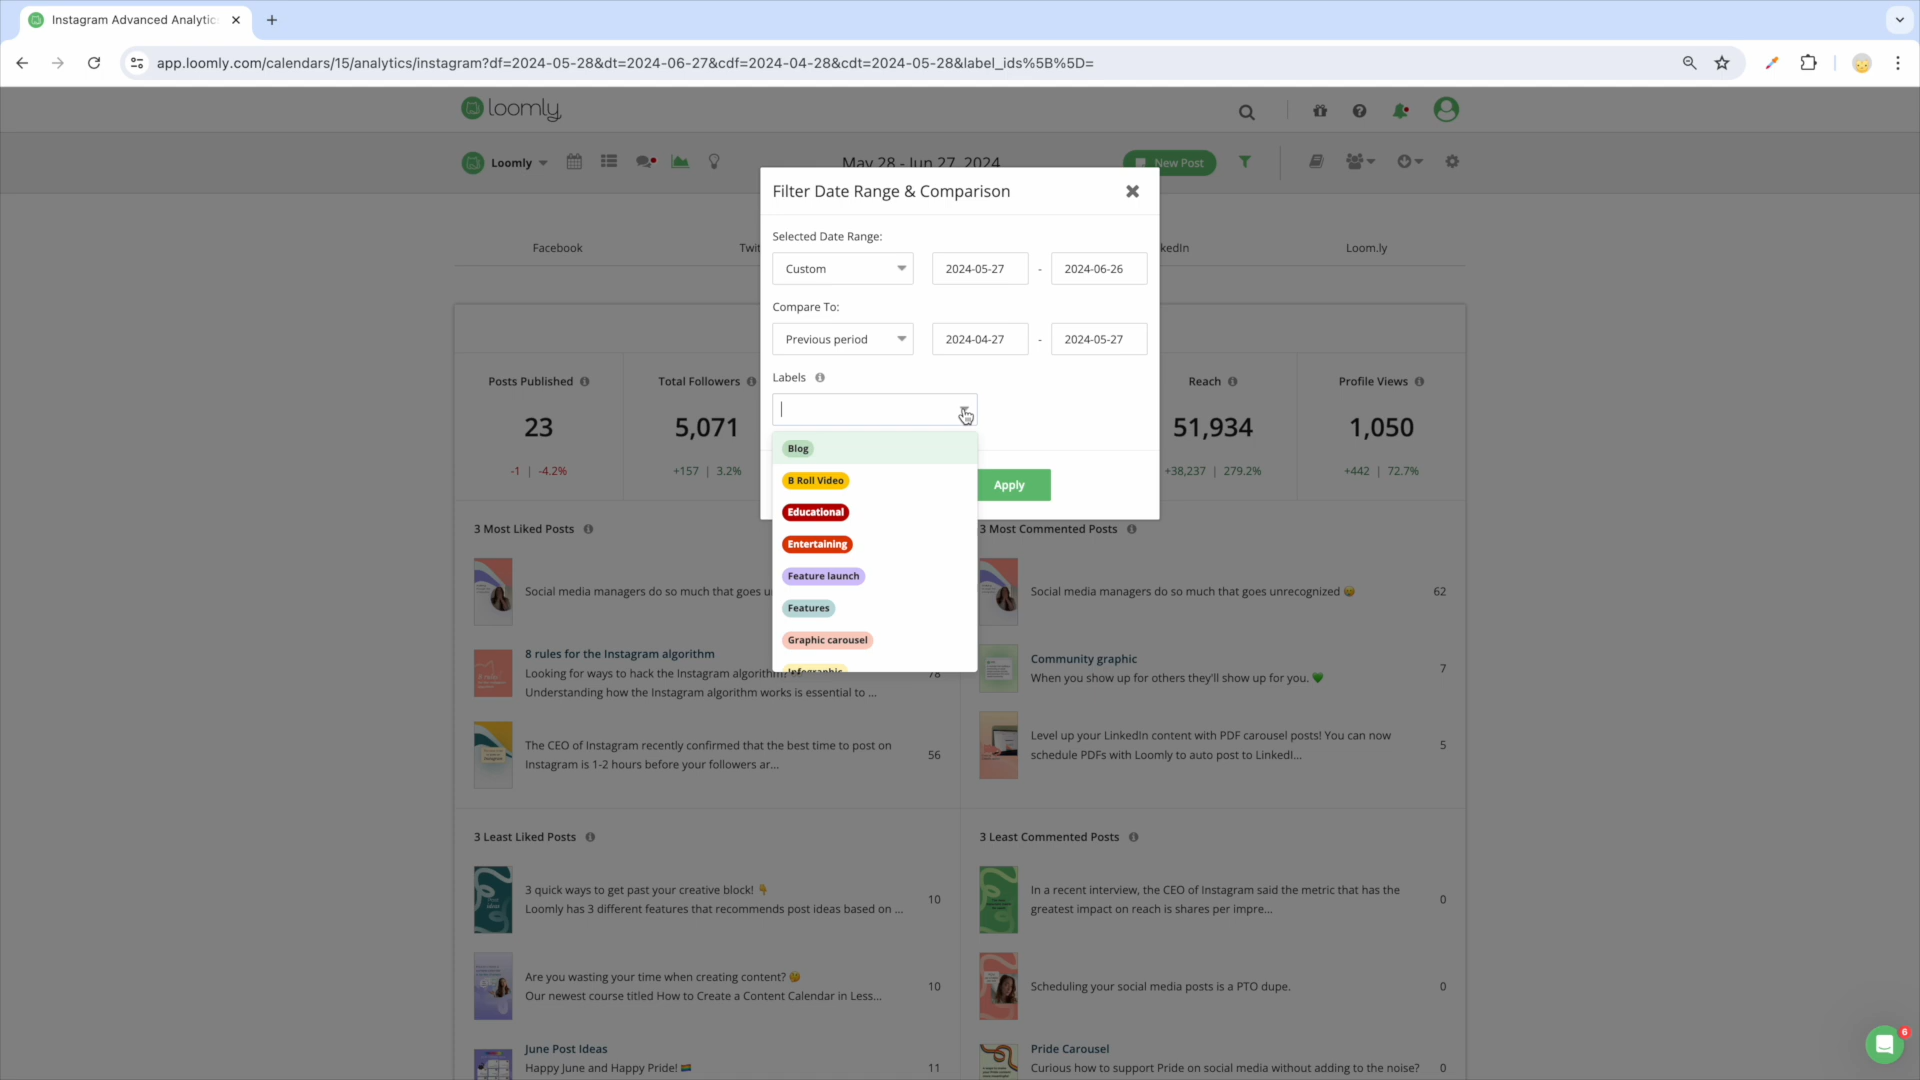 Instagram Advanced Analytic
app.loomly.com/calendars/15/analytics/instagram?df=2024-05-28&dt=2024-06-27&cdf=2024-04-28&cdt=2024-05-28&label_ids%5B%5D=
loomly
Loomly
May 28 - Jun 27, 2024
New Post
Filter Date Range & Comparison
Selected Date Range:
Custom
2024-05-27 - 2024-06-26
Compare To:
Previous period
2024-04-27 - 2024-05-27
Labels
Blog
B Roll Video
Educational
Entertaining
Feature launch
Features
Graphic carousel
Infographic
Apply
Facebook
Twit
kedIn
Loom.ly
Posts Published
23
-1 | -4.2%
Total Followers
5,071
+157 | 3.2%
Reach
51,934
+38,237 | 279.2%
Profile Views
1,050
+442 | 72.7%
3 Most Liked Posts
Social media managers do so much that goes u
8 rules for the Instagram algorithm
Looking for ways to hack the Instagram algorithm?
Understanding how the Instagram algorithm works is essential to ...
78
The CEO of Instagram recently confirmed that the best time to post on
Instagram is 1-2 hours before your followers ar...
56
3 Most Commented Posts
Social media managers do so much that goes unrecognized 😅
62
Community graphic
When you show up for others they'll show up for you. 💚
7
Level up your LinkedIn content with PDF carousel posts! You can now
schedule PDFs with Loomly to auto post to LinkedI...
5
3 Least Liked Posts
3 quick ways to get past your creative block! 👇
Loomly has 3 different features that recommends post ideas based on ...
10
Are you wasting your time when creating content? 🤔
Our newest course titled How to Create a Content Calendar in Less...
10
June Post Ideas
Happy June and Happy Pride! 🏳️‍🌈
11
3 Least Commented Posts
In a recent interview, the CEO of Instagram said the metric that has the
greatest impact on reach is shares per impre...
0
Scheduling your social media posts is a PTO dupe.
0
Pride Carousel
Curious how to support Pride on social media without adding to the noise?
0
6